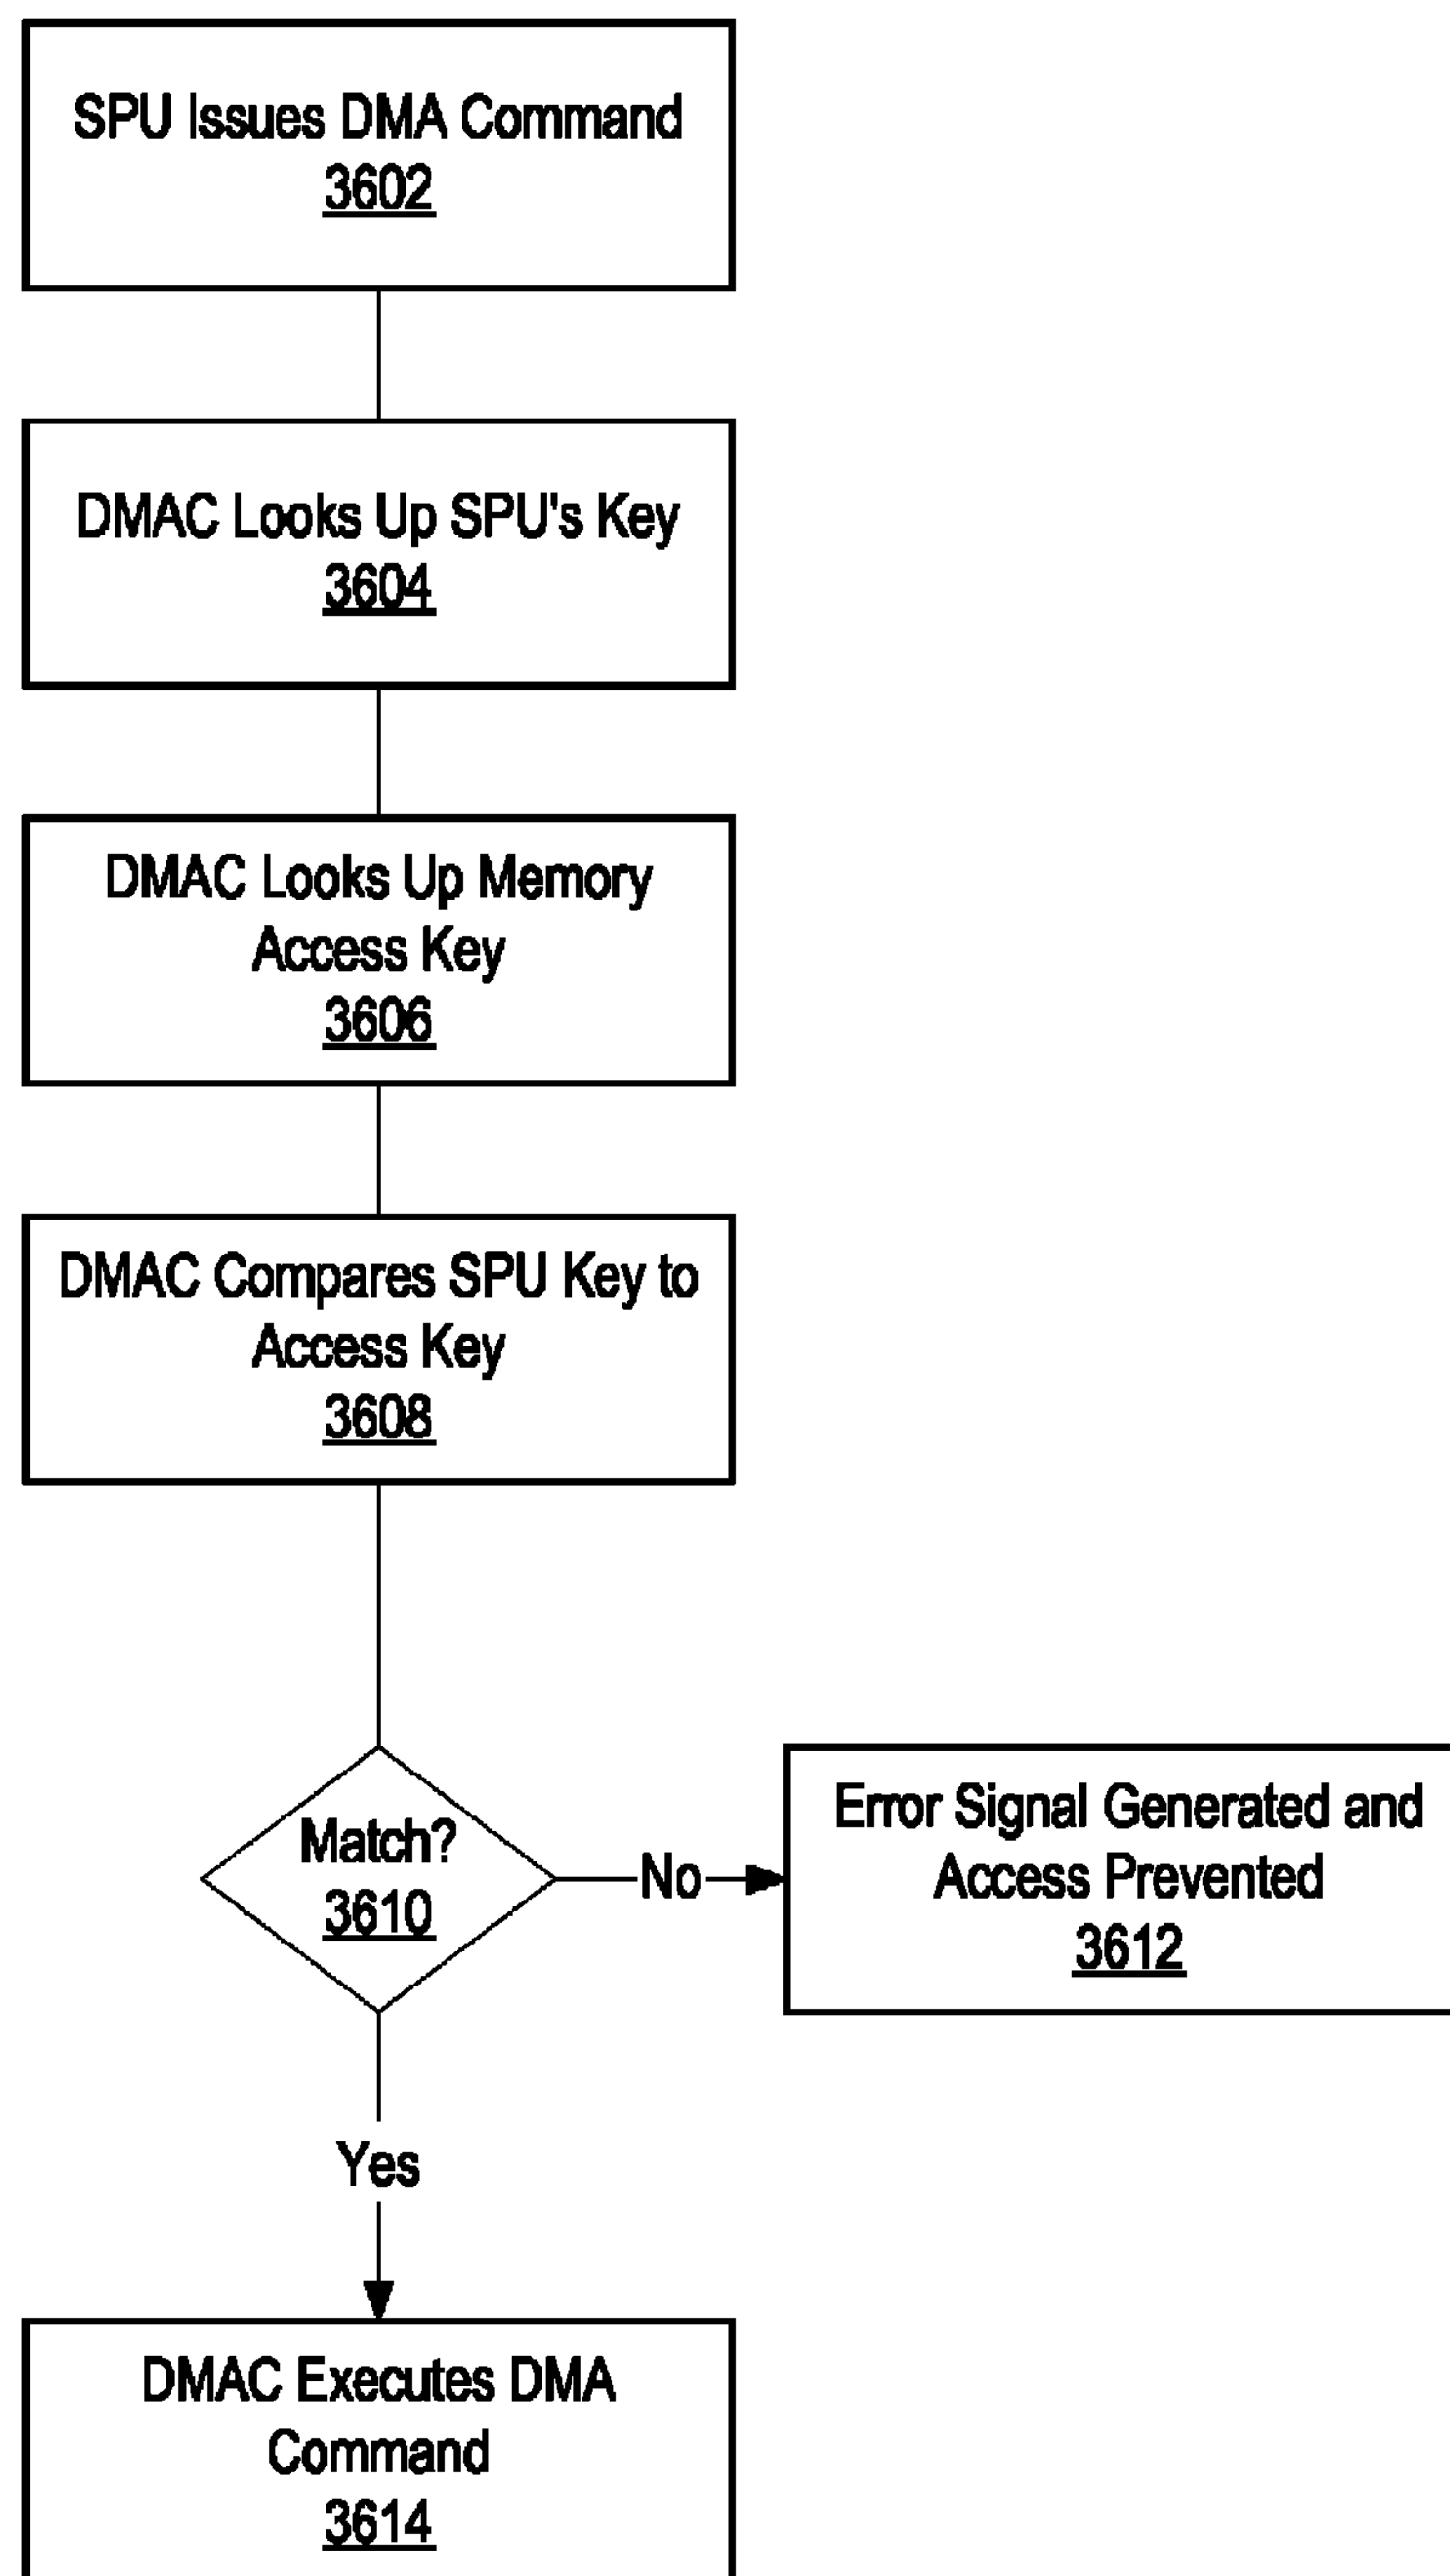 SPU Issues DMA Command
3602
DMAC Looks Up SPU's Key
3604
DMAC Looks Up Memory
Access Key
3606
DMAC Compares SPU Key to
Access Key
3608
Match?
3610
No
Error Signal Generated and
Access Prevented
3612
Yes
DMAC Executes DMA
Command
3614